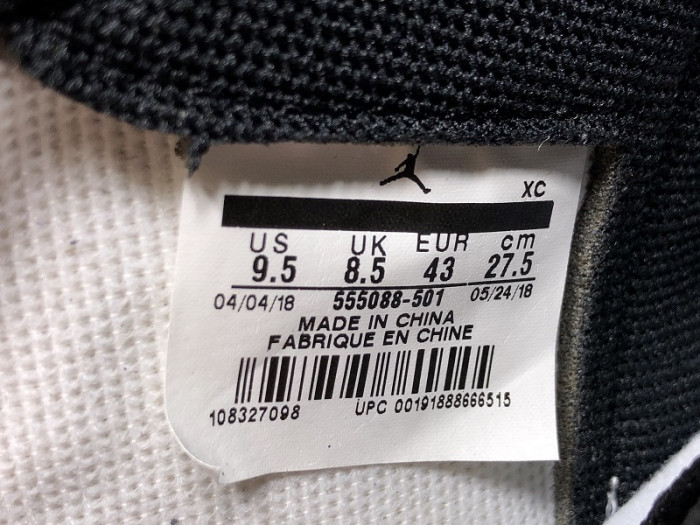 XC
US UK EUR cm
9.5 8.5 43 27.5
04/04/18 555088-501 05/24/18
MADE IN CHINA
FABRIQUE EN CHINE
108327098 UPC 00191888666515